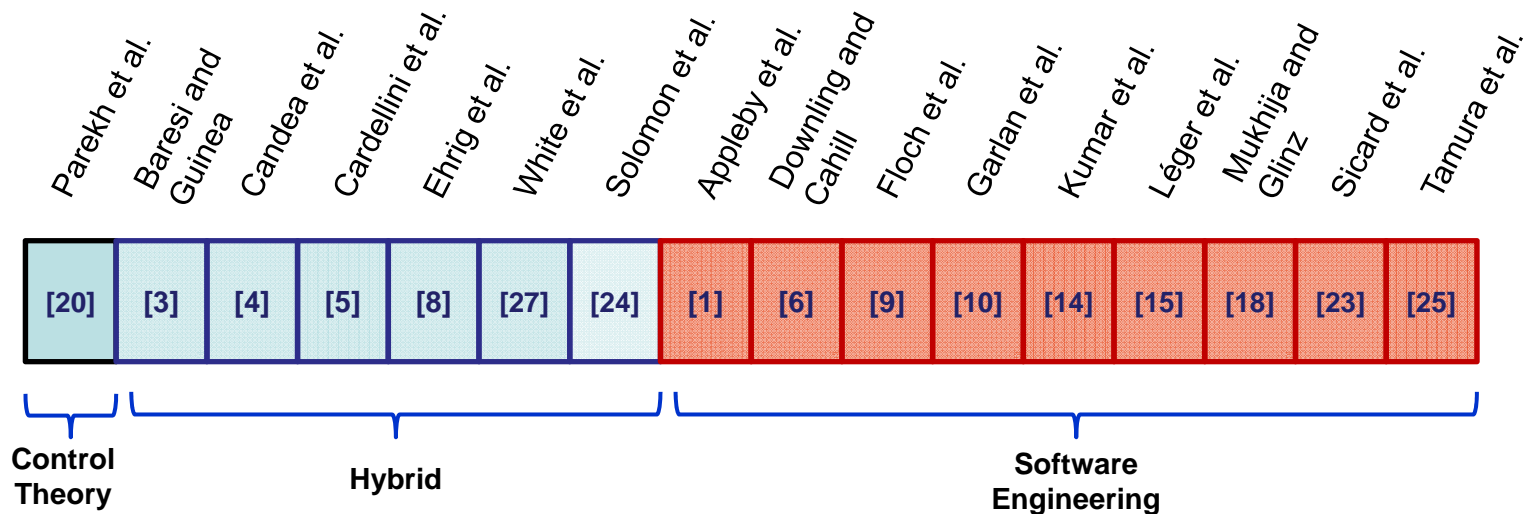 Parekh et al.
Baresi and
Guinea
Candea et al.
Cardellini et al.
Ehrig et al.
White et al.
Solomon et al.
Appleby et al.
Downling and
Cahill
Floch et al.
Garlan et al.
Kumar et al.
Léger et al.
Mukhija and
Glinz
Sicard et al.
Tamura et al.
[20] [3] [4] [5] [8] [27] [24] [1] [6] [9] [10] [14] [15] [18] [23] [25]
Control
Theory
Hybrid
Software
Engineering